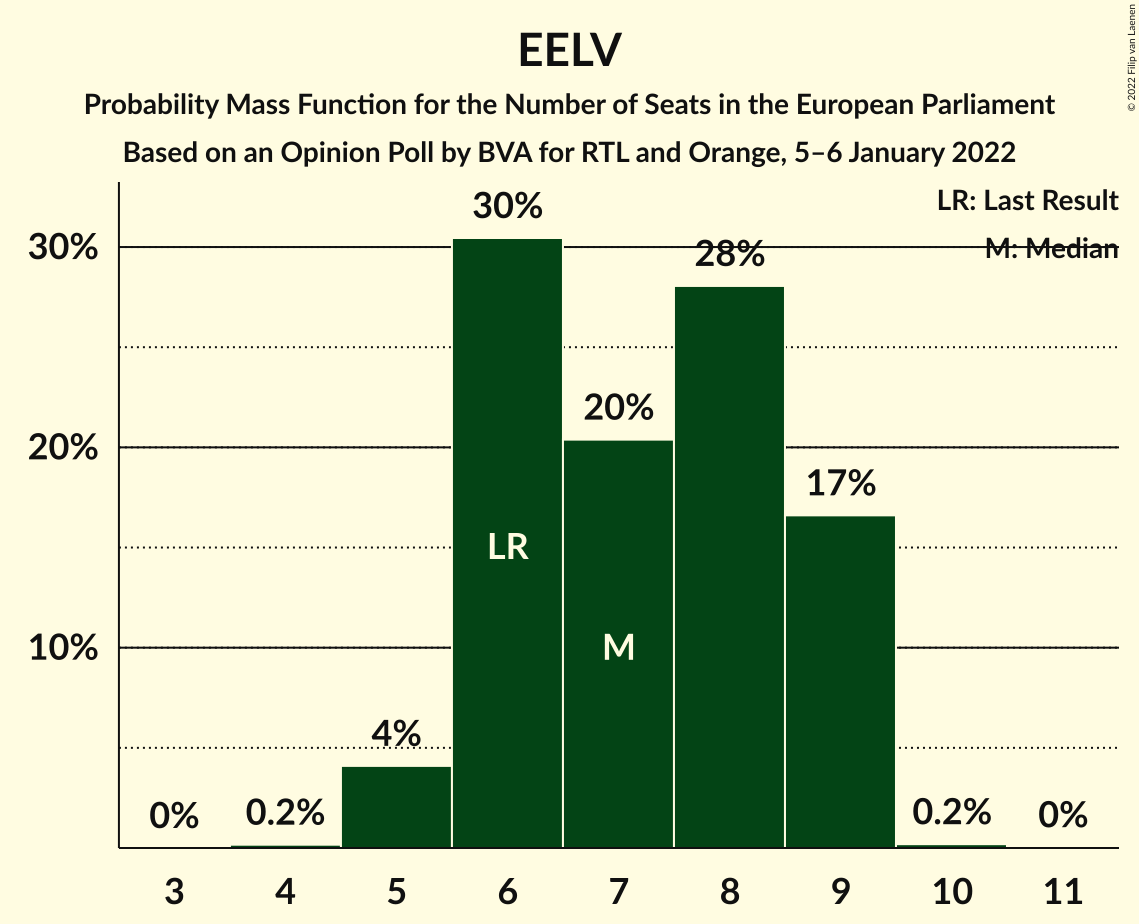 EELV
Probability Mass Function for the Number of Seats in the European Parliament
Based on an Opinion Poll by BVA for RTL and Orange, 5–6 January 2022
© 2022 Filip van Laenen
LR: Last Result
M: Median
30%
20%
10%
0%
0.2%
4%
30%
20%
28%
17%
0.2%
0%
LR
M
3 4 5 6 7 8 9 10 11